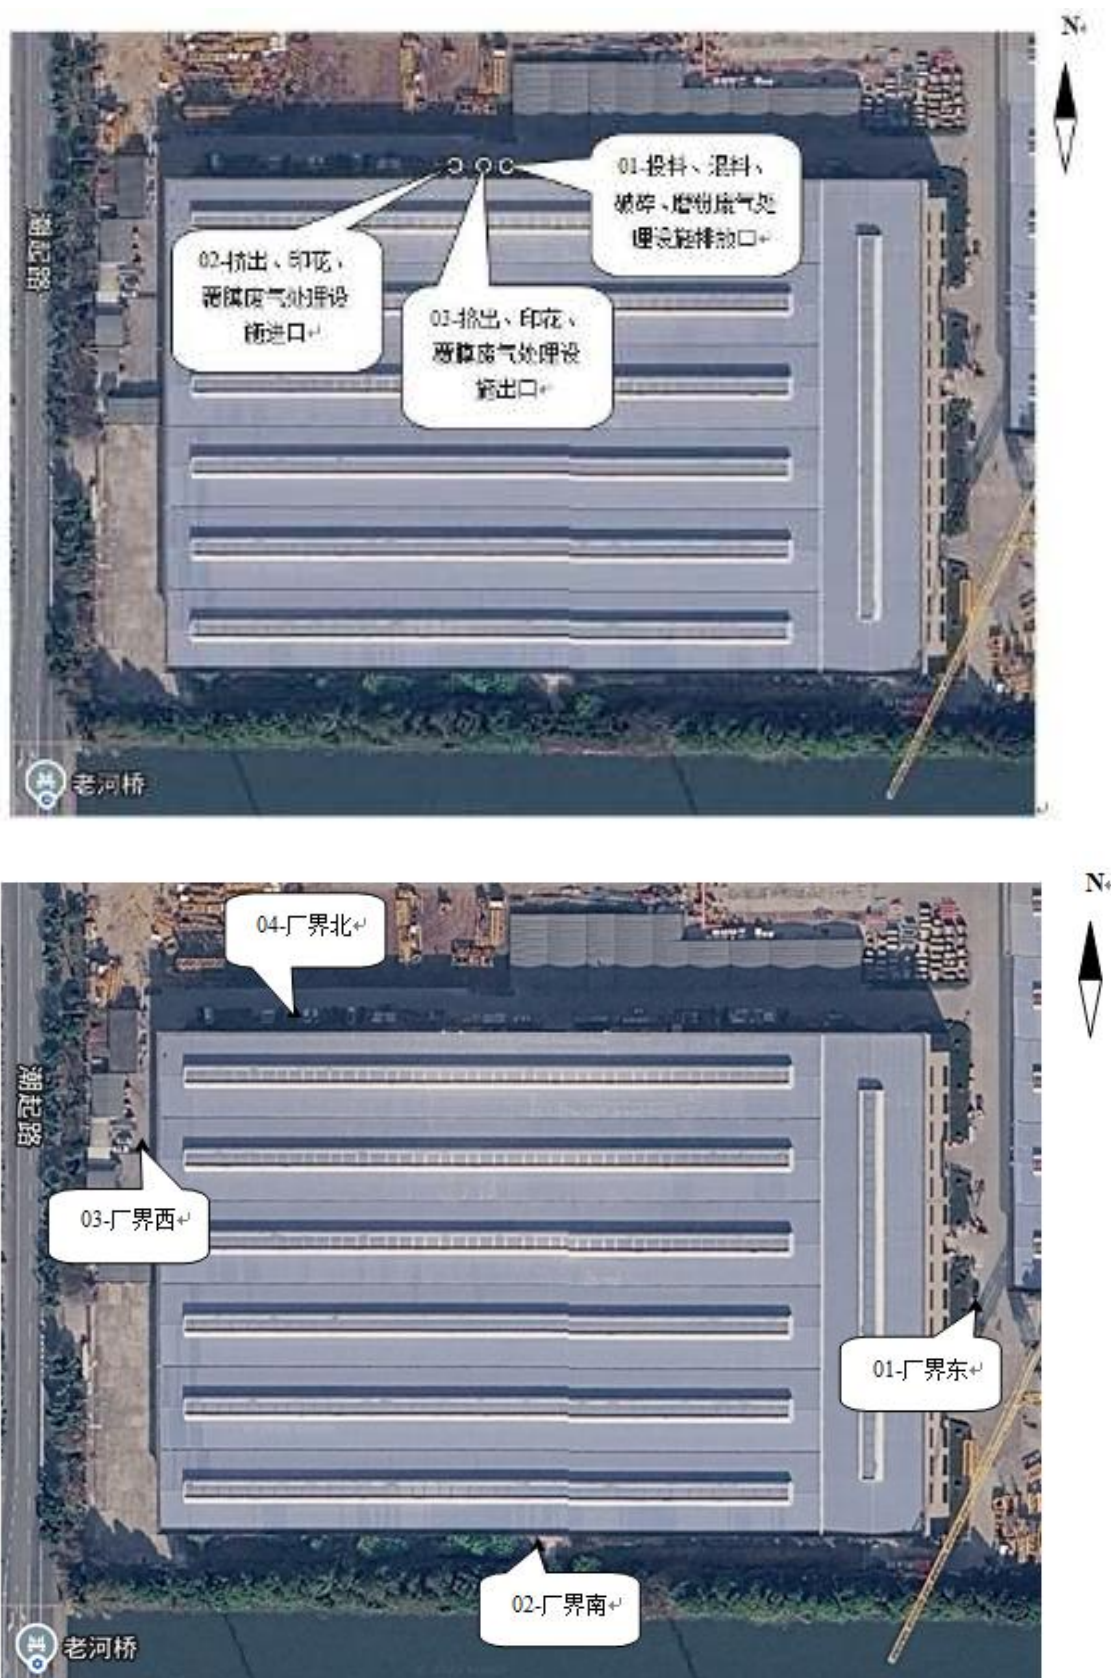 N
01-投料、混料、
破碎、磨粉废气处
理设施排放口
02-挤出、印花、
覆膜废气处理设
施进口
03-挤出、印花、
覆膜废气处理设
施出口
潮起路
老河桥
N
04-厂界北
潮起路
03-厂界西
01-厂界东
02-厂界南
老河桥